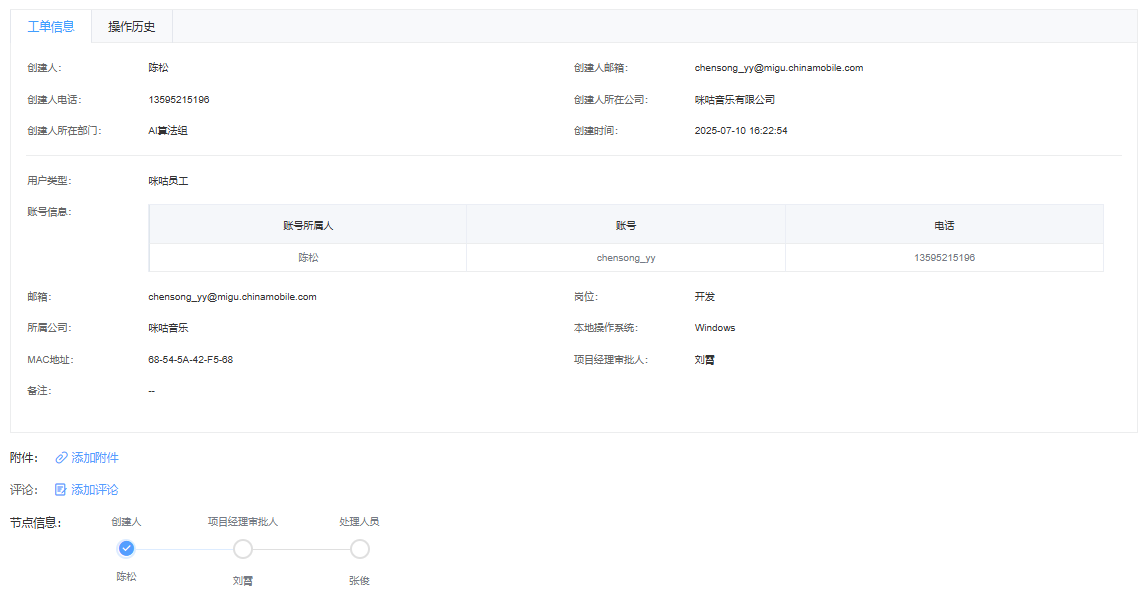 工单信息 操作历史
创建人: 陈松 创建人邮箱: chensong_yy@migu.chinamobile.com
创建人电话: 13595215196 创建人所在公司: 咪咕音乐有限公司
创建人所在部门: AI算法组 创建时间: 2025-07-10 16:22:54
用户类型: 咪咕员工
账号信息:
账号所属人 账号 电话
陈松 chensong_yy 13595215196
邮箱: chensong_yy@migu.chinamobile.com 岗位: 开发
所属公司: 咪咕音乐 本地操作系统: Windows
MAC地址: 68-54-5A-42-F5-68 项目经理审批人: 刘霄
备注: --
附件: 添加附件
评论: 添加评论
节点信息: 创建人 项目经理审批人 处理人员
陈松 刘霄 张俊